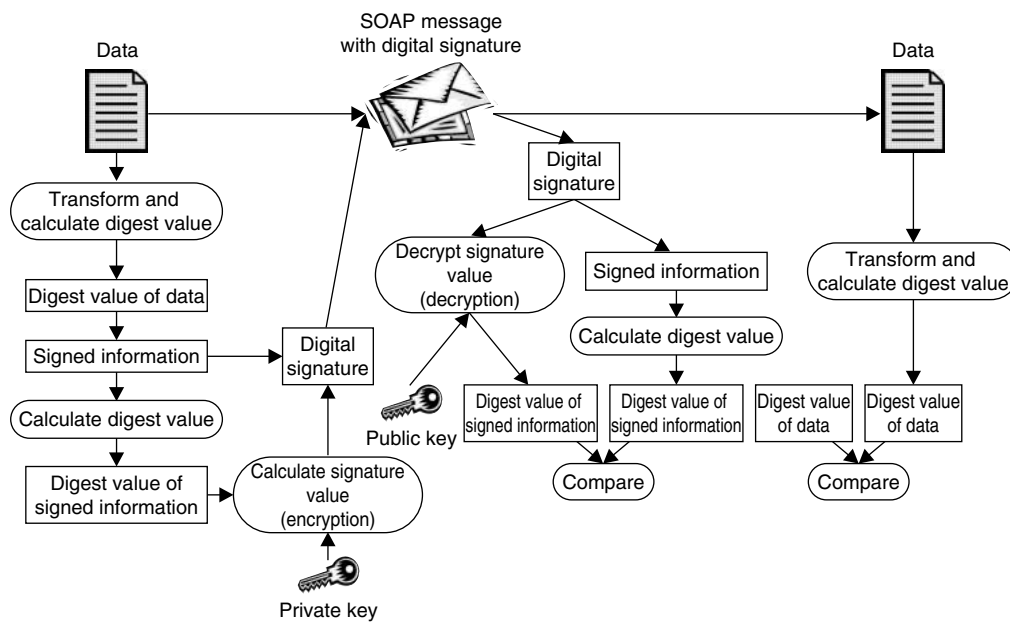 SOAP message
with digital signature
Data
Data
Digital
signature
Transform and
calculate digest value
Decrypt signature
value
(decryption)
Signed information
Transform and
calculate digest value
Digest value of data
Signed information
Digital
signature
Calculate digest value
Calculate digest value
Public key
Digest value of
signed information
Digest value of
signed information
Digest value
of data
Digest value
of data
Digest value of
signed information
Calculate signature
value
(encryption)
Compare
Compare
Private key